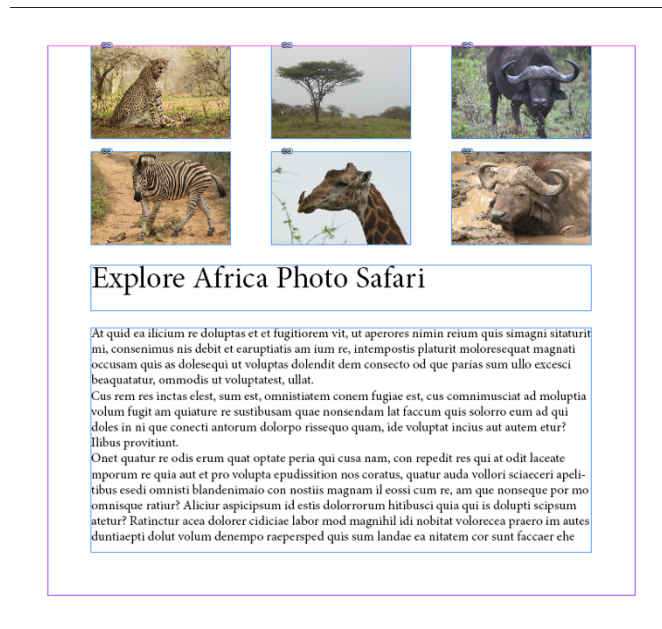 Explore Africa Photo Safari
At quid ea ilicium re doluptas et et fugitiorem vit, ut aperores nimin reium quis simagni sitaturit
mi, consenimus nis debit et earuptiatis am ium re, intempostis platurit moloresequat magnati
occusam quis as dolesequi ut voluptas dolendit dem consecto od que parias sum ullo excesci
beaquatatur, ommodis ut voluptatest, ullat.
Cus rem res inctas elest, sum est, omnistiatem conem fugiae est, cus comnimusciat ad moluptia
volum fugit am quiature re sustibusam quae nonsendam lat faccum quis solorro eum ad qui
doles in ni que conecti antorum dolorpo rissequo quam, ide voluptat incius aut autem etur?
Ilibus provitiunt.
Onet quatur re odis erum quat optate peria qui cusa nam, con repedit res qui at odit laceate
mporum re quia aut et pro volupta epudissition nos coratus, quatur auda vollori sciaeceri apeli-
tibus esedi omnisti blandenimaio con nostiis magnam il eossi cum re, am que nonseque por mo
omnisque ratiur? Aliciur aspicipsum id estis dolorrorum hitibusci quia qui is dolupti scipsum
atetur? Ratinctur acea dolorer cidiciae labor mod magnihil idi nobitat volorecea praero im autes
duntiaepti dolut volum denempo raepersped quis sum landae ea nitatem cor sunt faccaer ehe